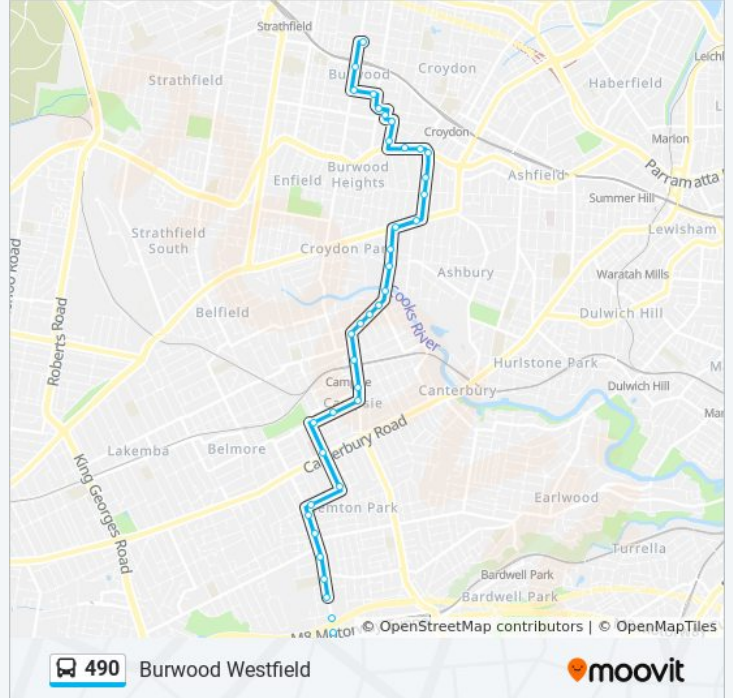 Strathfield
Croydon
Strathfield
Burwood
Haberfield
Croydon
Marion
Burwood
Heights
Ashfield
Parramatta
Enfield
Summer Hill
Lewisham
Strathfield
South
Croydon Park
Ashbury
Waratah Mills
Cooks River
Belfield
Dulwich Hill
Roberts Road
Hurlstone Park
Campsie
Canterbury
Dulwich Hill
Campsie
Canterbury Road
Lakemba
Belmore
King Georges Road
Clemton Park
Earlwood
Turrella
Bardwell Park
Bardwell Park
© OpenStreetMap contributors | © OpenMapTiles
490 Burwood Westfield
moovit